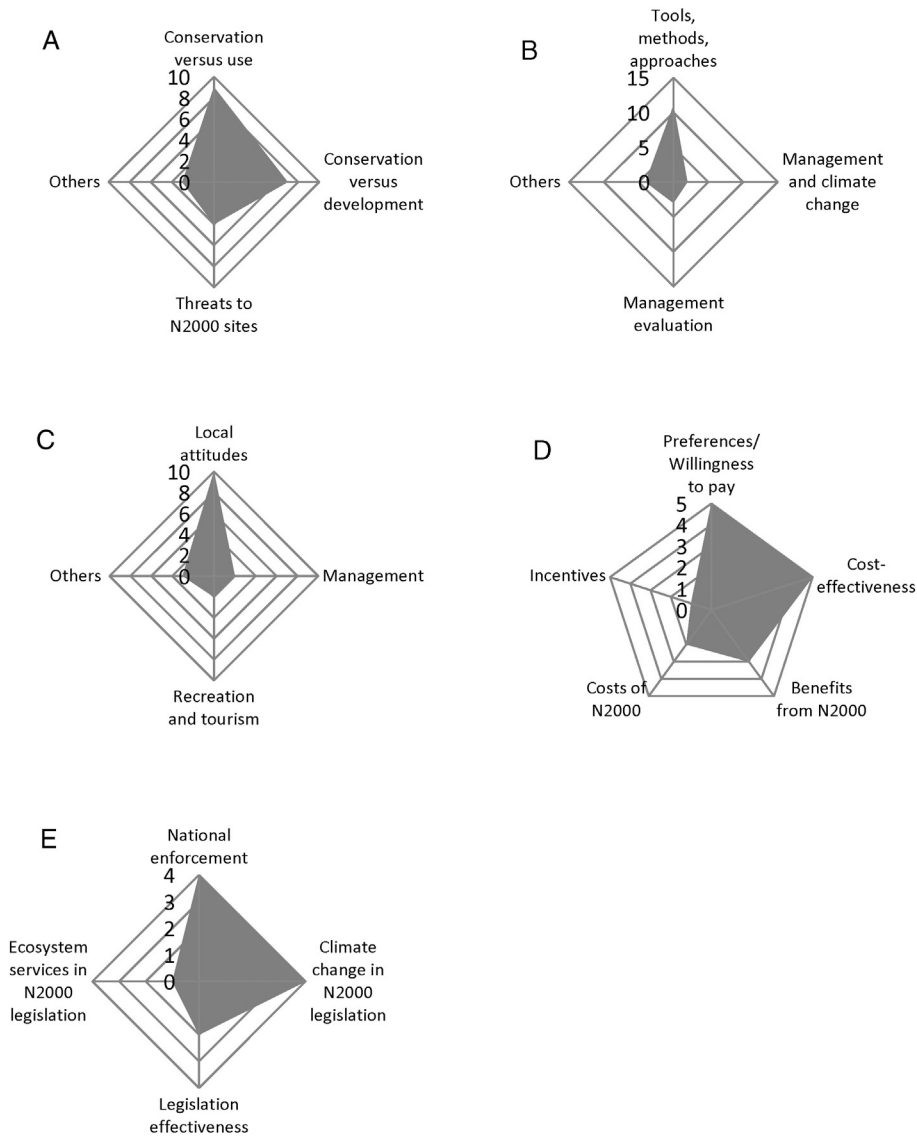 A
Conservation
versus use
10
8
6
4
2
0
Others
Conservation
versus
development
Threats to
N2000 sites
B
Tools,
methods,
approaches
15
10
5
0
Others
Management
and climate
change
Management
evaluation
C
Local
attitudes
10
8
6
4
2
0
Others
Management
Recreation
and tourism
D
Preferences/
Willingness
to pay
5
4
3
2
1
0
Incentives
Cost-
effectiveness
Costs of
N2000
Benefits
from N2000
E
National
enforcement
4
3
2
1
0
Ecosystem
services in
N2000
legislation
Climate
change in
N2000
legislation
Legislation
effectiveness